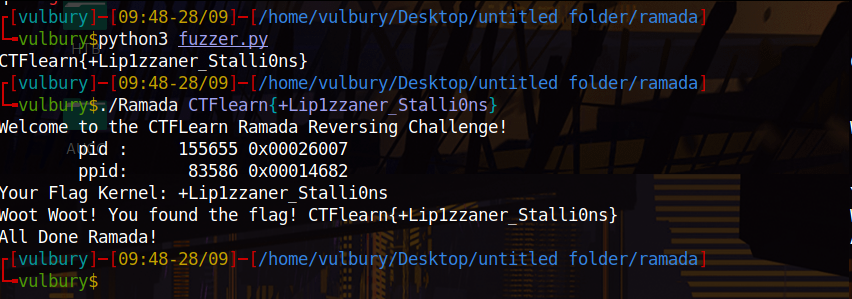 [vulbury]-[09:48-28/09]-[/home/vulbury/Desktop/untitled folder/ramada]
vulbury$python3 fuzzer.py
CTFlearn{+Lip1zzaner_Stalli0ns}
[vulbury]-[09:48-28/09]-[/home/vulbury/Desktop/untitled folder/ramada]
vulbury$./Ramada CTFlearn{+Lip1zzaner_Stalli0ns}
Welcome to the CTFLearn Ramada Reversing Challenge!
pid : 155655 0x00026007
ppid: 83586 0x00014682
Your Flag Kernel: +Lip1zzaner_Stalli0ns
Woot Woot! You found the flag! CTFlearn{+Lip1zzaner_Stalli0ns}
All Done Ramada!
[vulbury]-[09:48-28/09]-[/home/vulbury/Desktop/untitled folder/ramada]
vulbury$